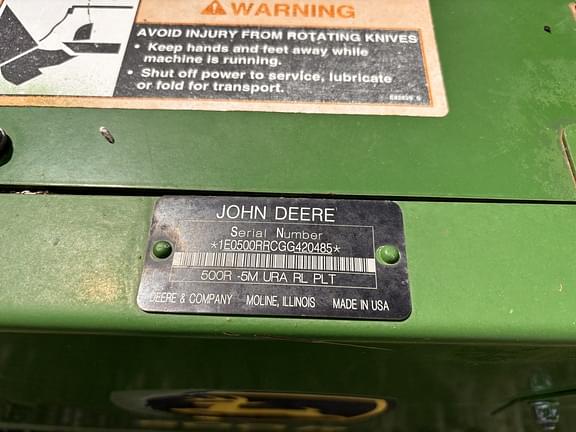 WARNING
AVOID INJURY FROM ROTATING KNIVES
• Keep hands and feet away while
machine is running.
• Shut off power to service, lubricate
or fold for transport.
JOHN DEERE
Serial Number
*1E0500RRCGG420485*
500R -5M URA RL PLT
DEERE & COMPANY MOLINE, ILLINOIS MADE IN USA